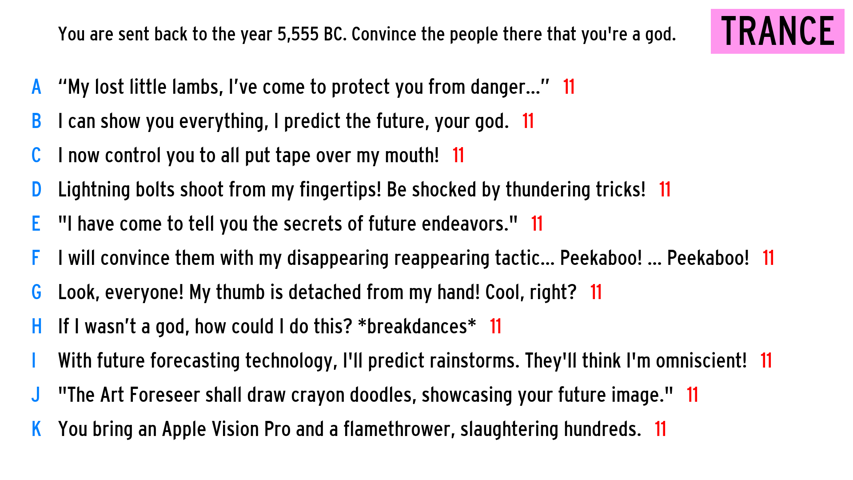 You are sent back to the year 5,555 BC. Convince the people there that you're a god.
TRANCE
A “My lost little lambs, I’ve come to protect you from danger...” 11
B I can show you everything, I predict the future, your god. 11
C I now control you to all put tape over my mouth! 11
D Lightning bolts shoot from my fingertips! Be shocked by thundering tricks! 11
E "I have come to tell you the secrets of future endeavors." 11
F I will convince them with my disappearing reappearing tactic... Peekaboo! ... Peekaboo! 11
G Look, everyone! My thumb is detached from my hand! Cool, right? 11
H If I wasn’t a god, how could I do this? *breakdances* 11
I With future forecasting technology, I'll predict rainstorms. They'll think I'm omniscient! 11
J "The Art Foreseer shall draw crayon doodles, showcasing your future image." 11
K You bring an Apple Vision Pro and a flamethrower, slaughtering hundreds. 11